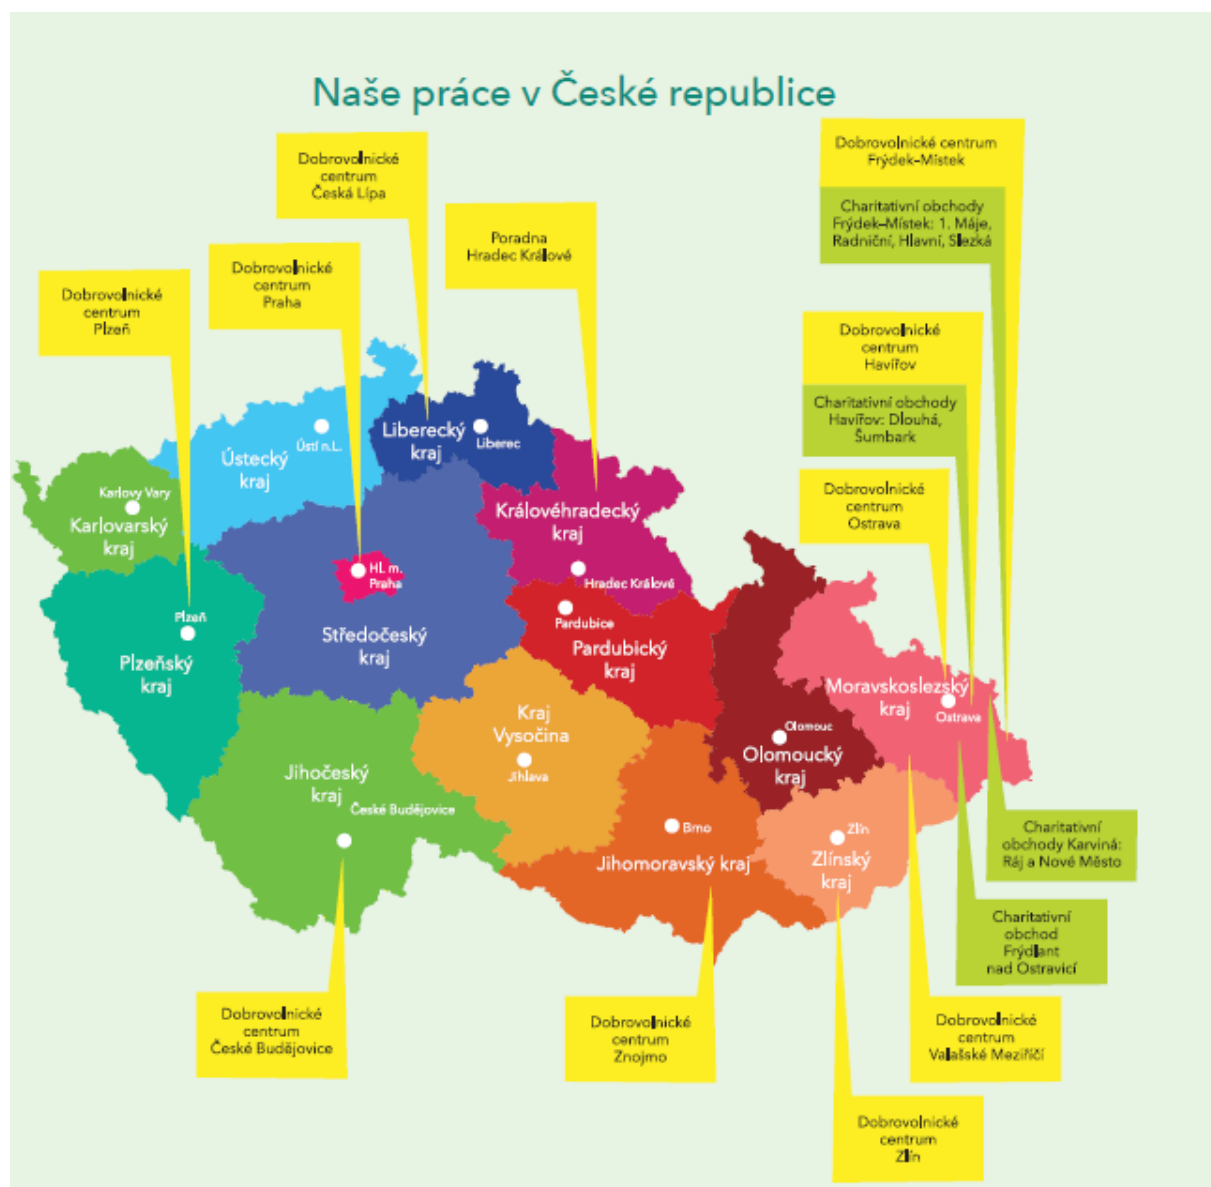 Naše práce v České republice
Dobrovolnické
centrum
Česká Lípa
Dobrovolnické centrum
Frýdek–Místek
Charitativní obchody
Frýdek–Místek: 1. Máje,
Radniční, Hlavní, Slezká
Poradna
Hradec Králové
Dobrovolnické
centrum
Praha
Dobrovolnické
centrum
Plzeň
Dobrovolnické
centrum
Havířov
Charitativní obchody
Havířov: Dlouhá,
Šumbark
Dobrovolnické
centrum
Ostrava
Ústecký
kraj
Ústí n.L.
Liberecký
kraj
Liberec
Karlovy Vary
Karlovarský
kraj
Královéhradecký
kraj
Hradec Králové
Hl. m.
Praha
Středočeský
kraj
Plzeň
Plzeňský
kraj
Pardubice
Pardubický
kraj
Moravskoslezský
kraj
Ostrava
Kraj
Vysočina
Jihlava
Olomouc
Olomoucký
kraj
Jihočeský
kraj
České Budějovice
Brno
Jihomoravský kraj
Zlín
Zlínský
kraj
Charitativní
obchody Karviná:
Ráj a Nové Město
Charitativní
obchod
Frýdlant
nad Ostravicí
Dobrovolnické
centrum
České Budějovice
Dobrovolnické
centrum
Znojmo
Dobrovolnické
centrum
Valašské Meziříčí
Dobrovolnické
centrum
Zlín